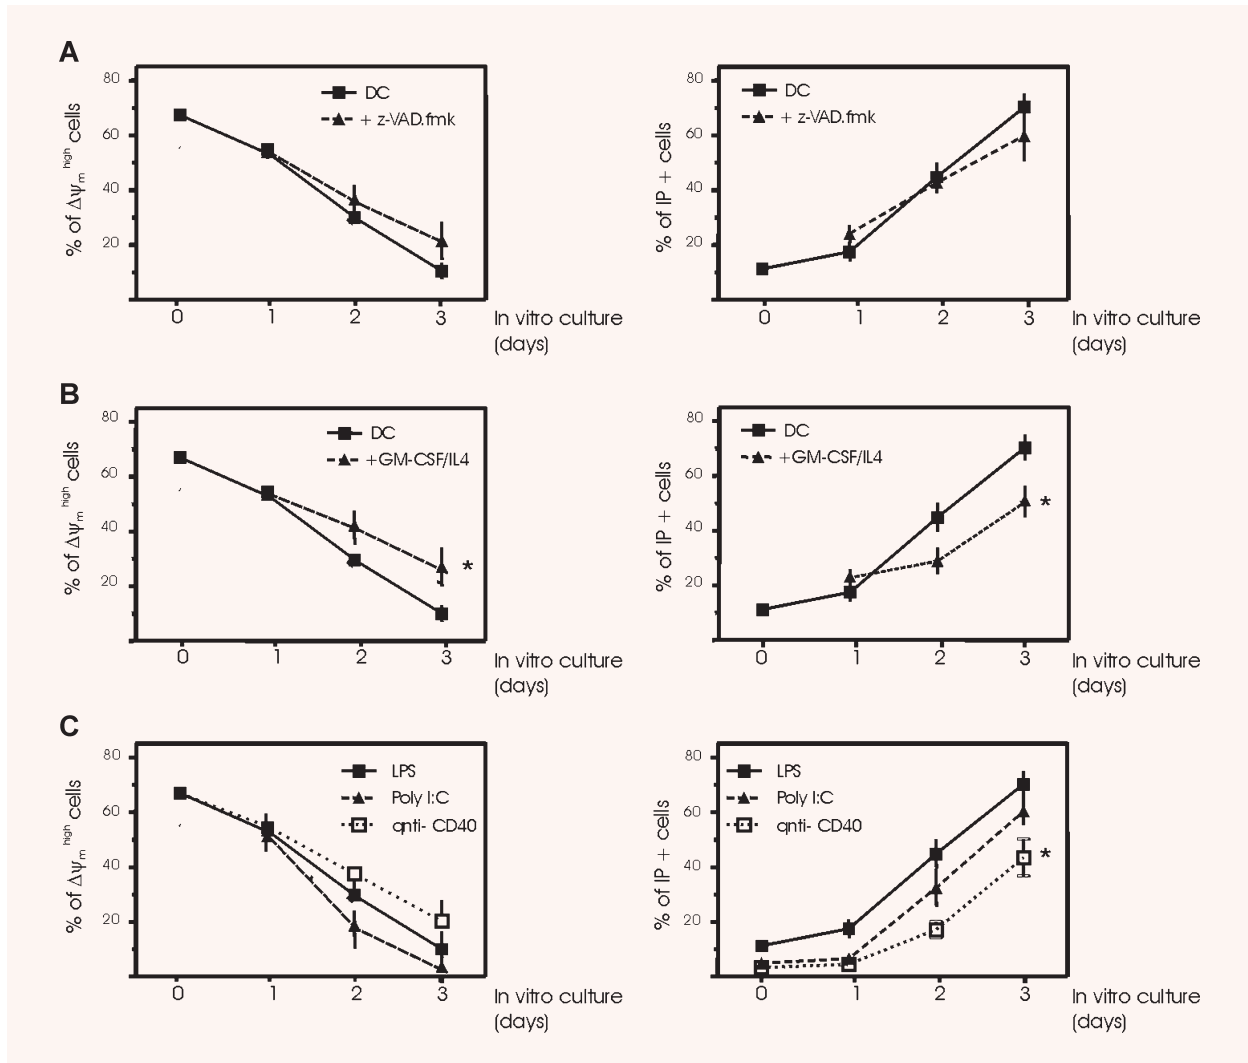 A
% of Δψm high cells
80
60
40
20
DC
+ z-VAD.fmk
0 1 2 3
In vitro culture
(days)
% of IP + cells
80
60
40
20
DC
+ z-VAD.fmk
0 1 2 3
In vitro culture
(days)
B
% of Δψm high cells
80
60
40
20
DC
+GM-CSF/IL4
*
0 1 2 3
In vitro culture
(days)
% of IP + cells
80
60
40
20
DC
+GM-CSF/IL4
*
0 1 2 3
In vitro culture
(days)
C
% of Δψm high cells
80
60
40
20
LPS
Poly I:C
anti- CD40
0 1 2 3
In vitro culture
(days)
% of IP + cells
80
60
40
20
LPS
Poly I:C
anti- CD40
*
0 1 2 3
In vitro culture
(days)